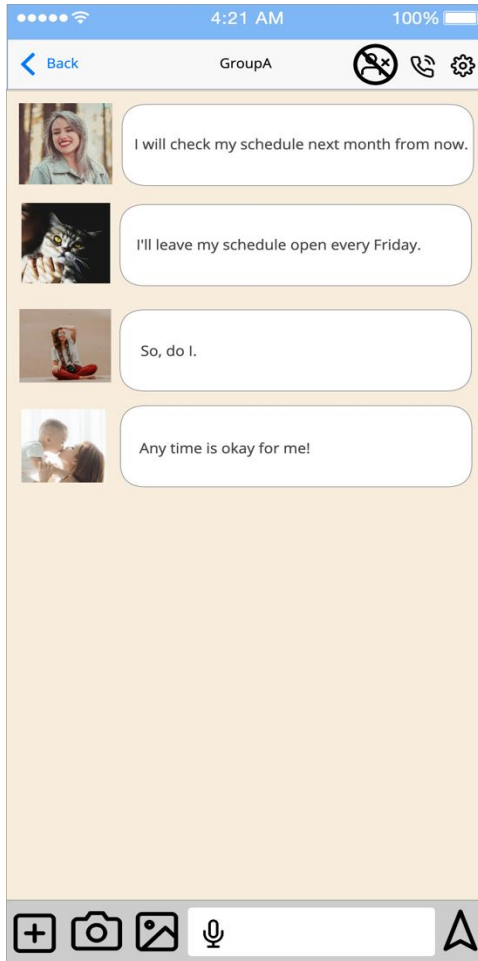 4:21 AM
100%
Back
GroupA
I will check my schedule next month from now.
I'll leave my schedule open every Friday.
So, do I.
Any time is okay for me!